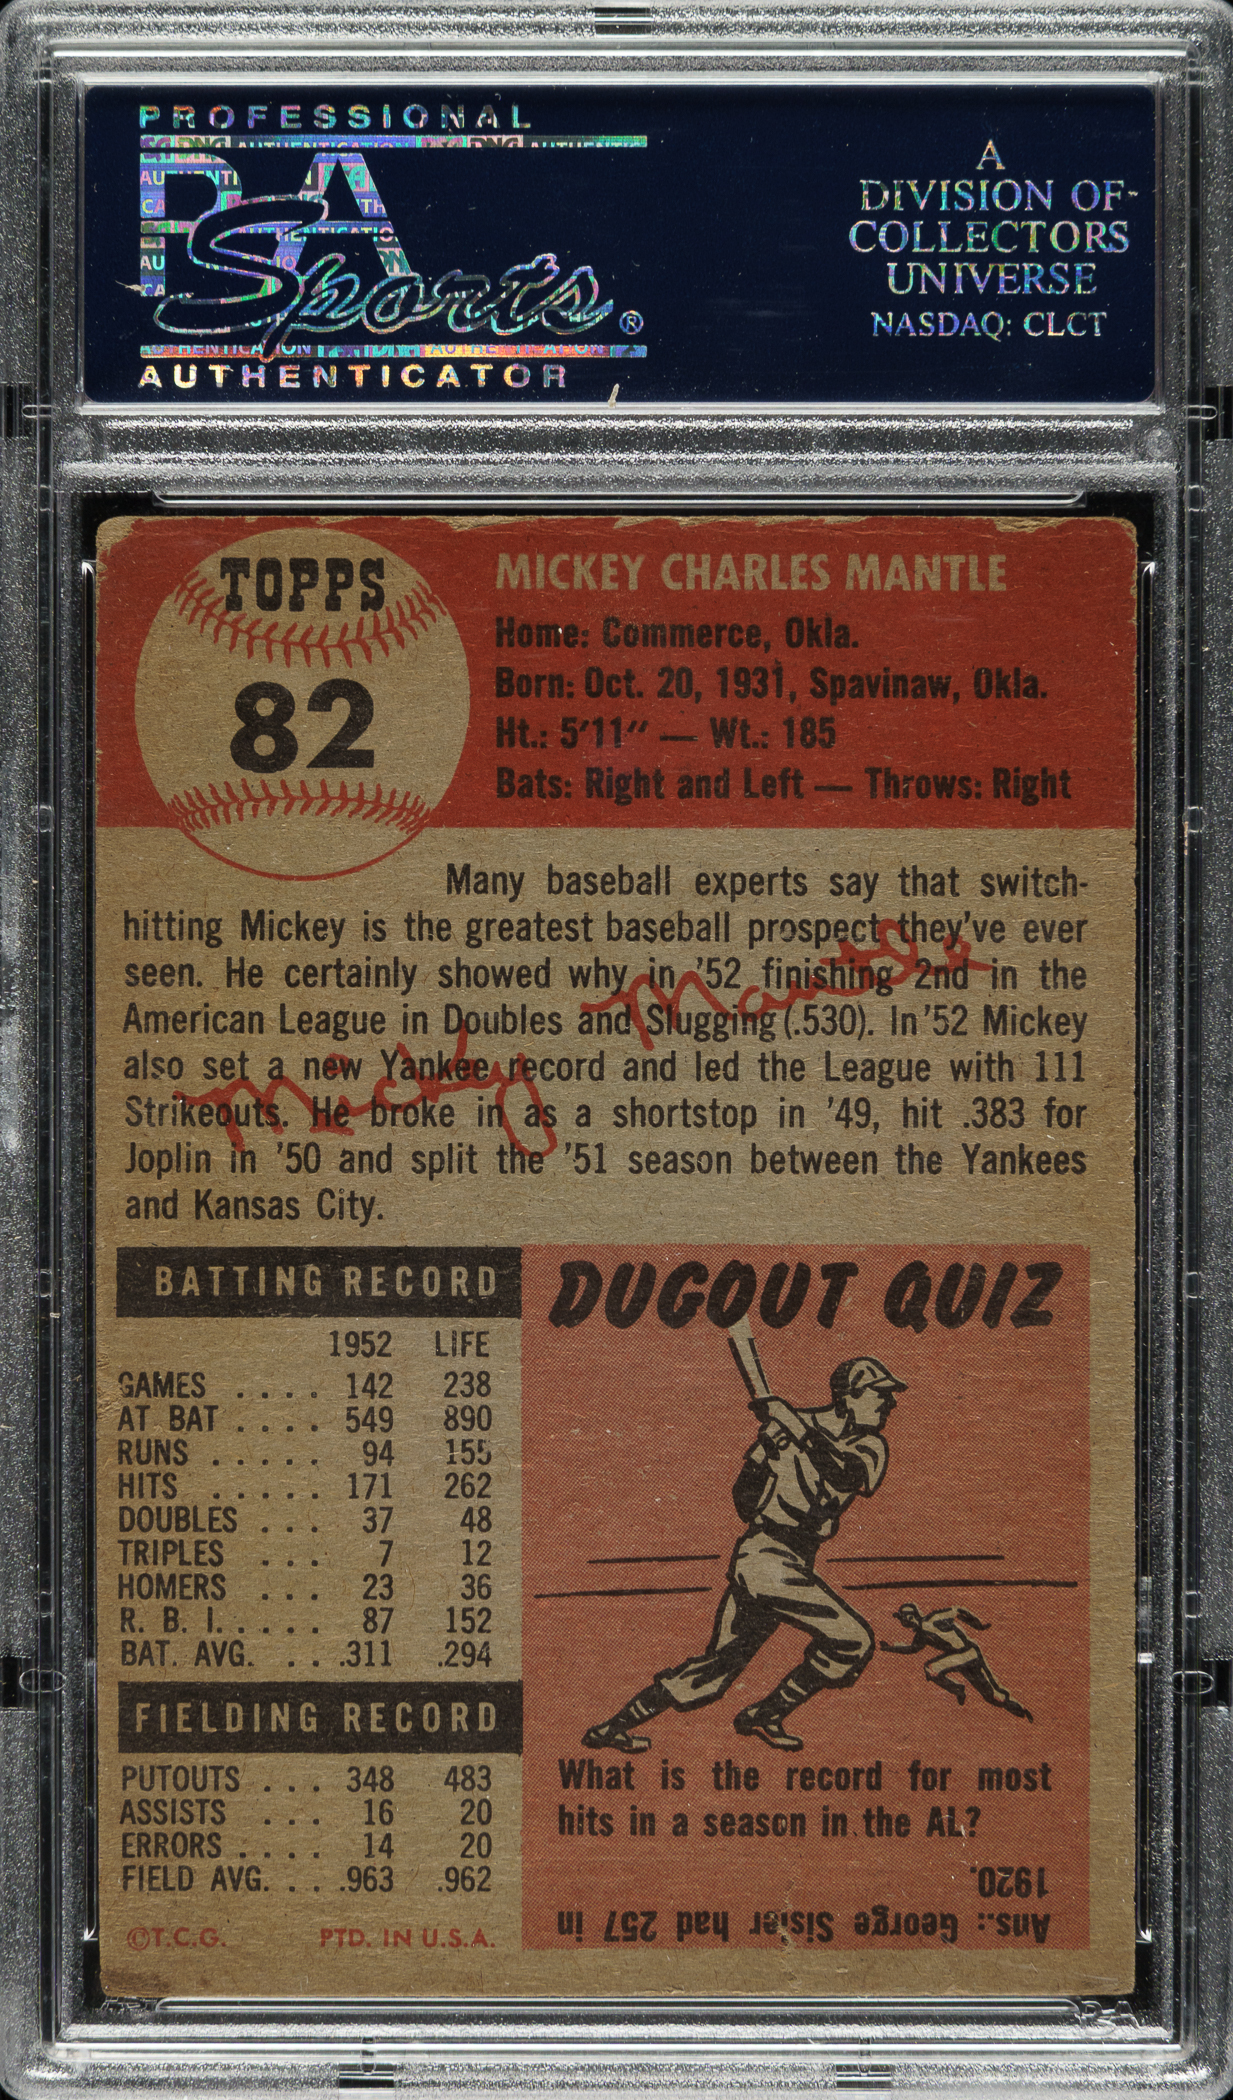 PROFESSIONAL
PSA
Sports®
AUTHENTICATOR
A
DIVISION OF
COLLECTORS
UNIVERSE
NASDAQ: CLCT
TOPPS
82
MICKEY CHARLES MANTLE
Home: Commerce, Okla.
Born: Oct. 20, 1931, Spavinaw, Okla.
Ht.: 5'11" — Wt.: 185
Bats: Right and Left — Throws: Right
Many baseball experts say that switch-
hitting Mickey is the greatest baseball prospect they've ever
seen. He certainly showed why in '52 finishing 2nd in the
American League in Doubles and Slugging (.530). In '52 Mickey
also set a new Yankee record and led the League with 111
Strikeouts. He broke in as a shortstop in '49, hit .383 for
Joplin in '50 and split the '51 season between the Yankees
and Kansas City.
Mickey Mantle
BATTING RECORD
1952 LIFE
GAMES . . . . 142 238
AT BAT . . . . 549 890
RUNS . . . . . 94 155
HITS . . . . . 171 262
DOUBLES . . . 37 48
TRIPLES . . . 7 12
HOMERS . . . 23 36
R. B. I. . . . . 87 152
BAT. AVG. . . . .311 .294
FIELDING RECORD
PUTOUTS . . . 348 483
ASSISTS . . . 16 20
ERRORS . . . . 14 20
FIELD AVG. . . . .963 .962
©T.C.G. PTD. IN U.S.A.
DUGOUT QUIZ
What is the record for most
hits in a season in the AL?
Ans.: George Sisler had 257 in
1920.